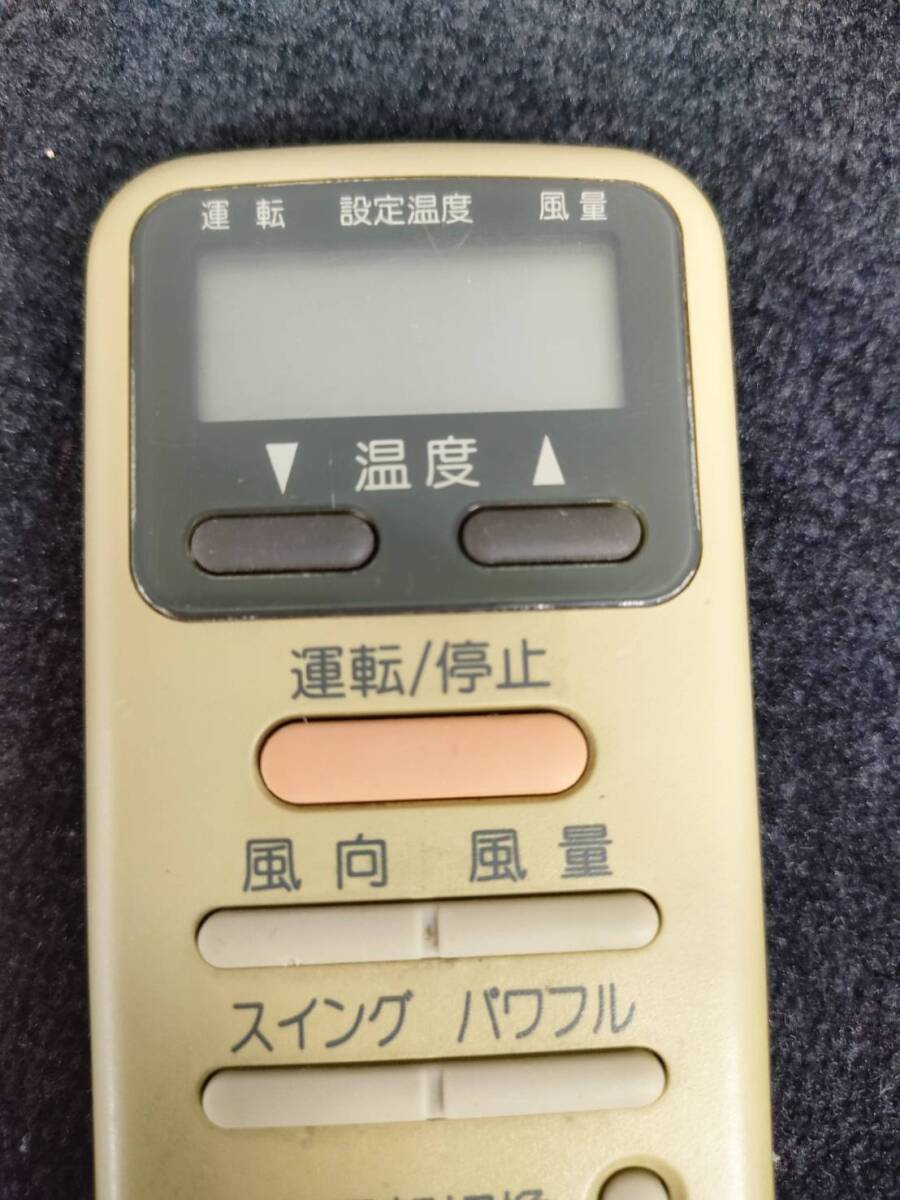 運転 設定温度 風量
▼ 温度 ▲
運転/停止
風向 風量
スイング パワフル